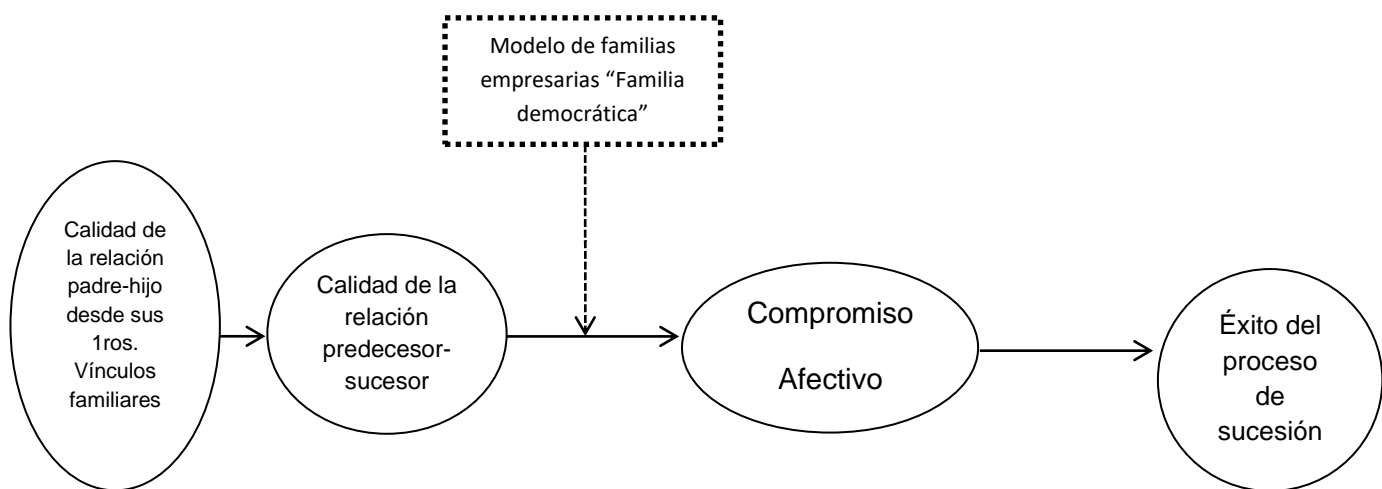 Modelo de familias
empresarias “Familia
democrática”
Calidad de
la relación
padre-hijo
desde sus
1ros.
Vínculos
familiares
Calidad de la
relación
predecesor-
sucesor
Compromiso
Afectivo
Éxito del
proceso
de
sucesión